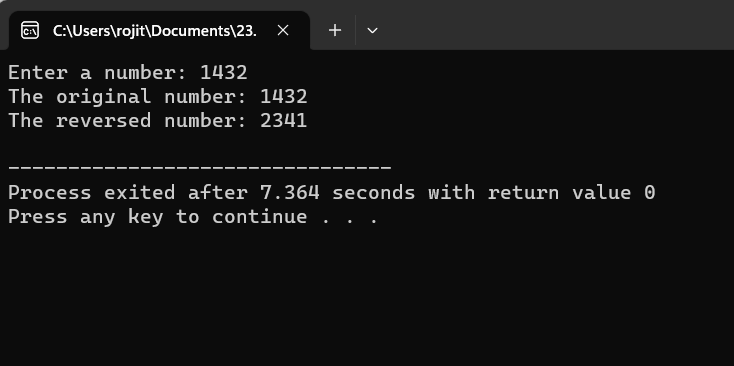 C:\Users\rojit\Documents\23.
Enter a number: 1432
The original number: 1432
The reversed number: 2341
--------------------------------
Process exited after 7.364 seconds with return value 0
Press any key to continue . . .